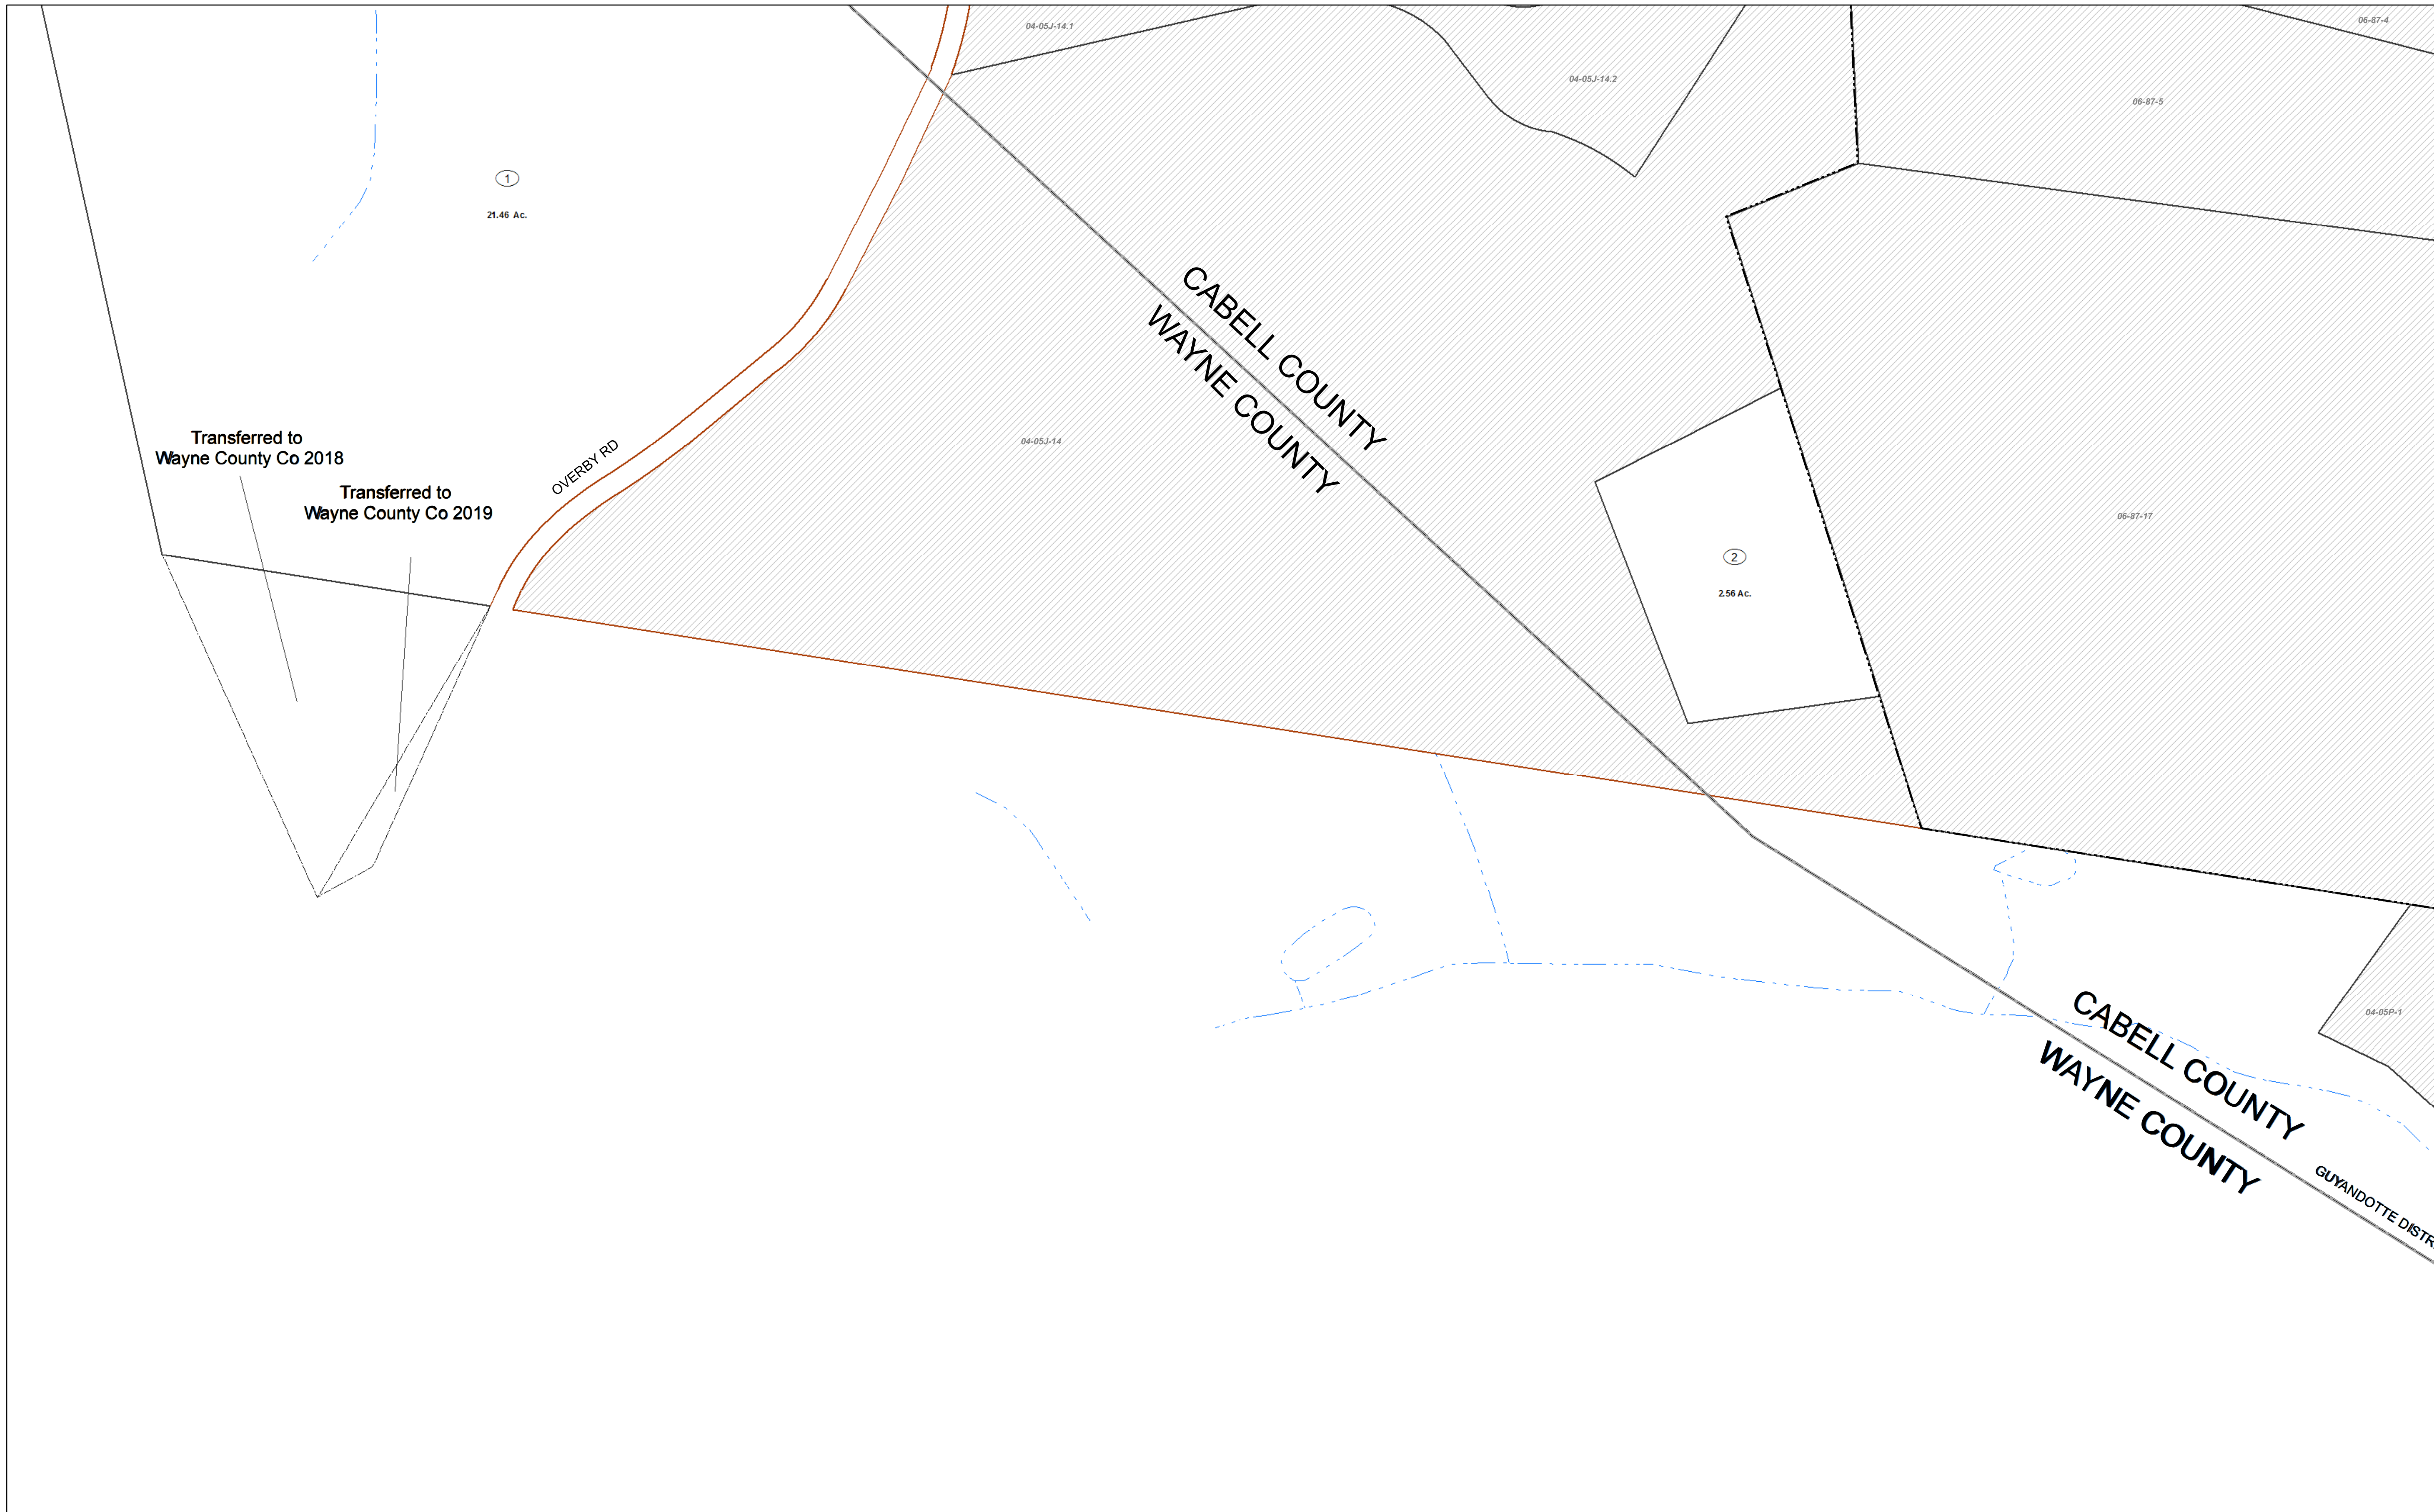 06-87-4
04-05J-14.1
04-05J-14.2
06-87-5
1
21.46 Ac.
CABELL COUNTY
WAYNE COUNTY
Transferred to
Wayne County Co 2018
04-05J-14
OVERBY RD
Transferred to
Wayne County Co 2019
06-87-17
2
2.56 Ac.
04-05P-1
CABELL COUNTY
WAYNE COUNTY
GUYANDOTTE DISTR